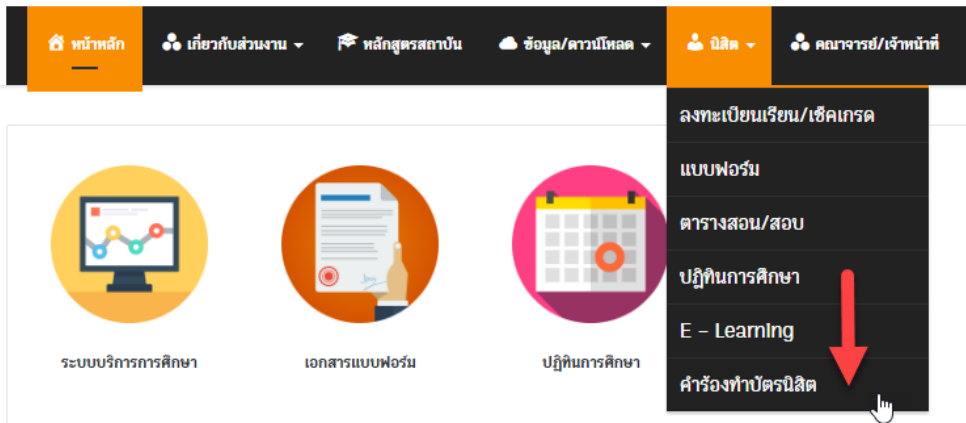 หน้าหลัก เกี่ยวกับส่วนงาน หลักสูตรสถาบัน ข้อมูล/ดาวน์โหลด นิสิต คณาจารย์/เจ้าหน้าที่
ลงทะเบียนเรียน/เช็คเกรด
แบบฟอร์ม
ตารางสอน/สอบ
ปฎิทินการศึกษา
E – Learning
คำร้องทำบัตรนิสิต
ระบบบริการการศึกษา เอกสารแบบฟอร์ม ปฎิทินการศึกษา